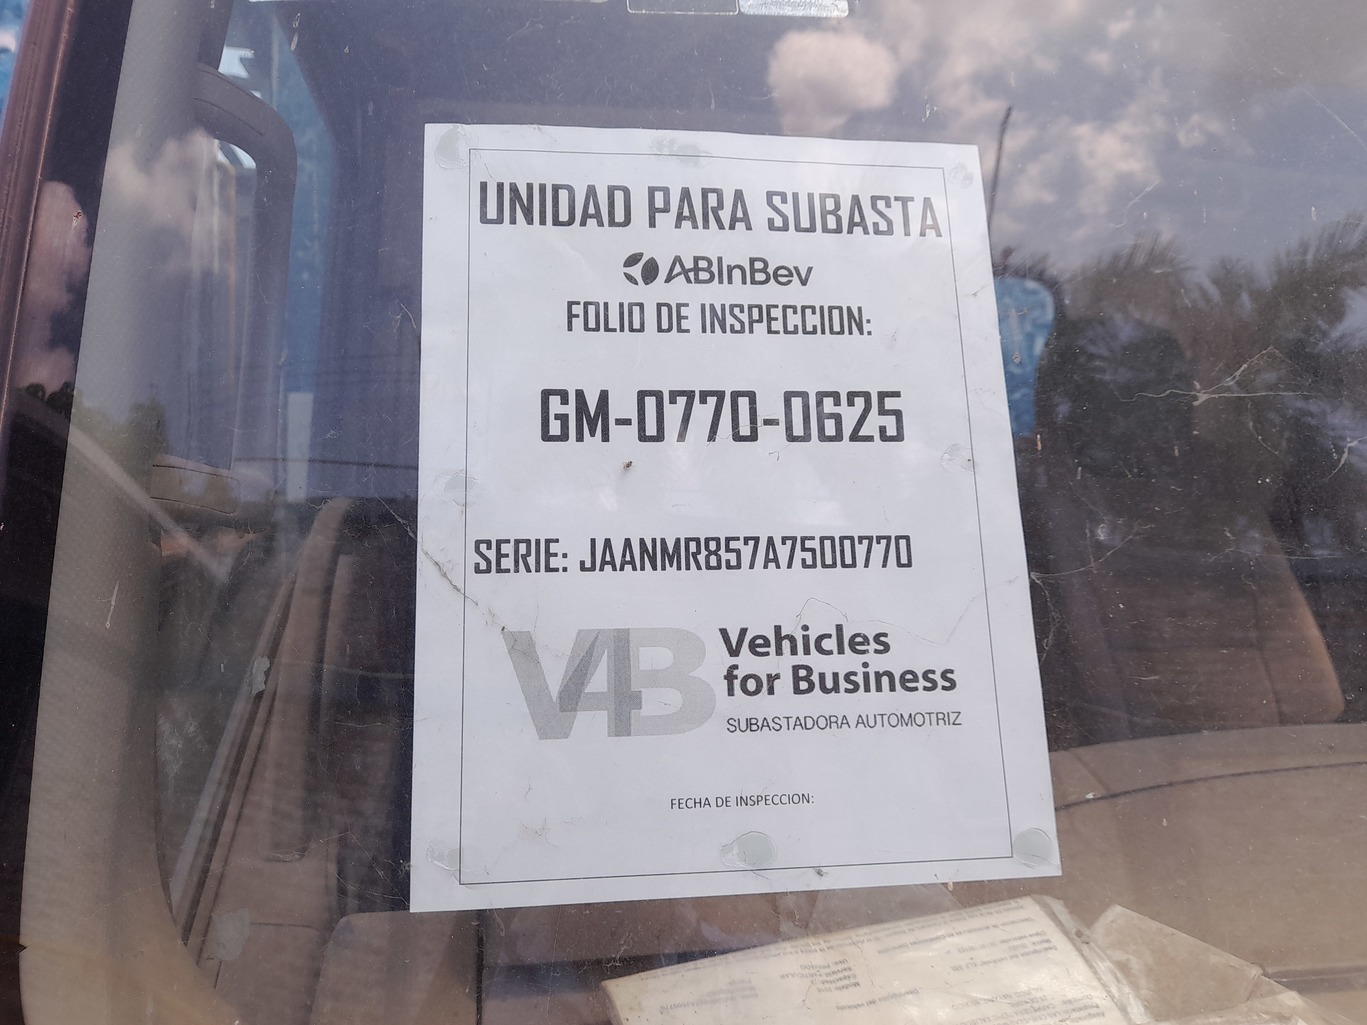 UNIDAD PARA SUBASTA
ABInBev
FOLIO DE INSPECCION:
GM-0770-0625
SERIE: JAANMR857A7500770
V4B
Vehicles
for Business
SUBASTADORA AUTOMOTRIZ
FECHA DE INSPECCION: